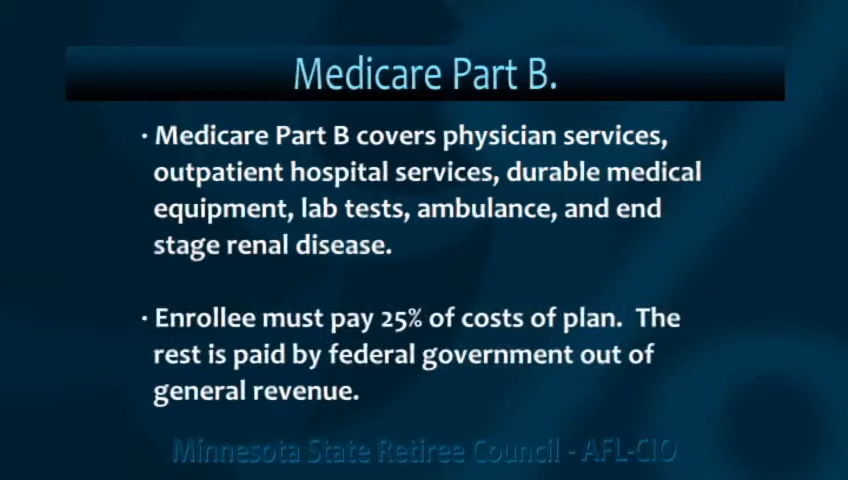 Medicare Part B.
· Medicare Part B covers physician services,
outpatient hospital services, durable medical
equipment, lab tests, ambulance, and end
stage renal disease.
· Enrollee must pay 25% of costs of plan.  The
rest is paid by federal government out of
general revenue.
Minnesota State Retiree Council - AFL-CIO